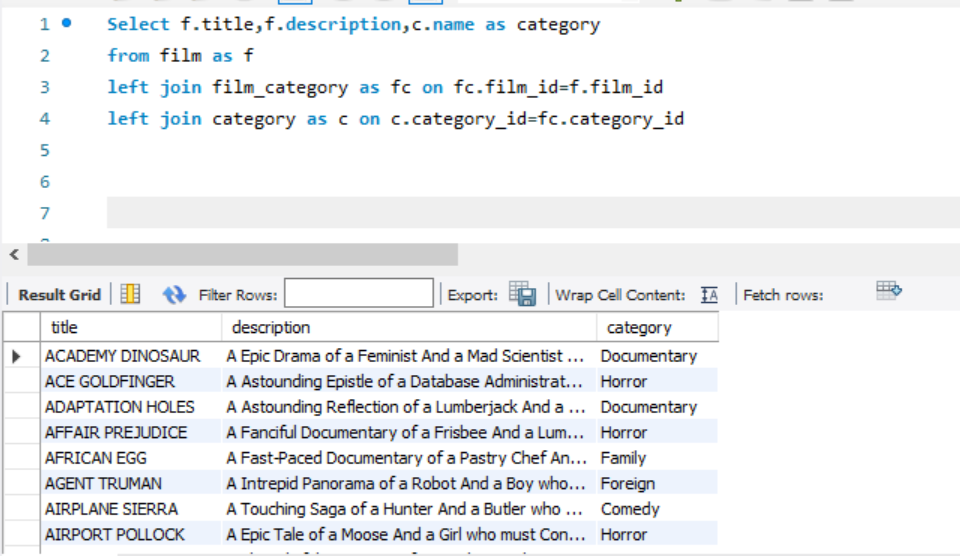 1 Select f.title,f.description,c.name as category
2 from film as f
3 left join film_category as fc on fc.film_id=f.film_id
4 left join category as c on c.category_id=fc.category_id
5
6
7
Result Grid Filter Rows: Export: Wrap Cell Content: Fetch rows:
title description category
ACADEMY DINOSAUR A Epic Drama of a Feminist And a Mad Scientist ... Documentary
ACE GOLDFINGER A Astounding Epistle of a Database Administrat... Horror
ADAPTATION HOLES A Astounding Reflection of a Lumberjack And a ... Documentary
AFFAIR PREJUDICE A Fanciful Documentary of a Frisbee And a Lum... Horror
AFRICAN EGG A Fast-Paced Documentary of a Pastry Chef An... Family
AGENT TRUMAN A Intrepid Panorama of a Robot And a Boy who... Foreign
AIRPLANE SIERRA A Touching Saga of a Hunter And a Butler who ... Comedy
AIRPORT POLLOCK A Epic Tale of a Moose And a Girl who must Con... Horror